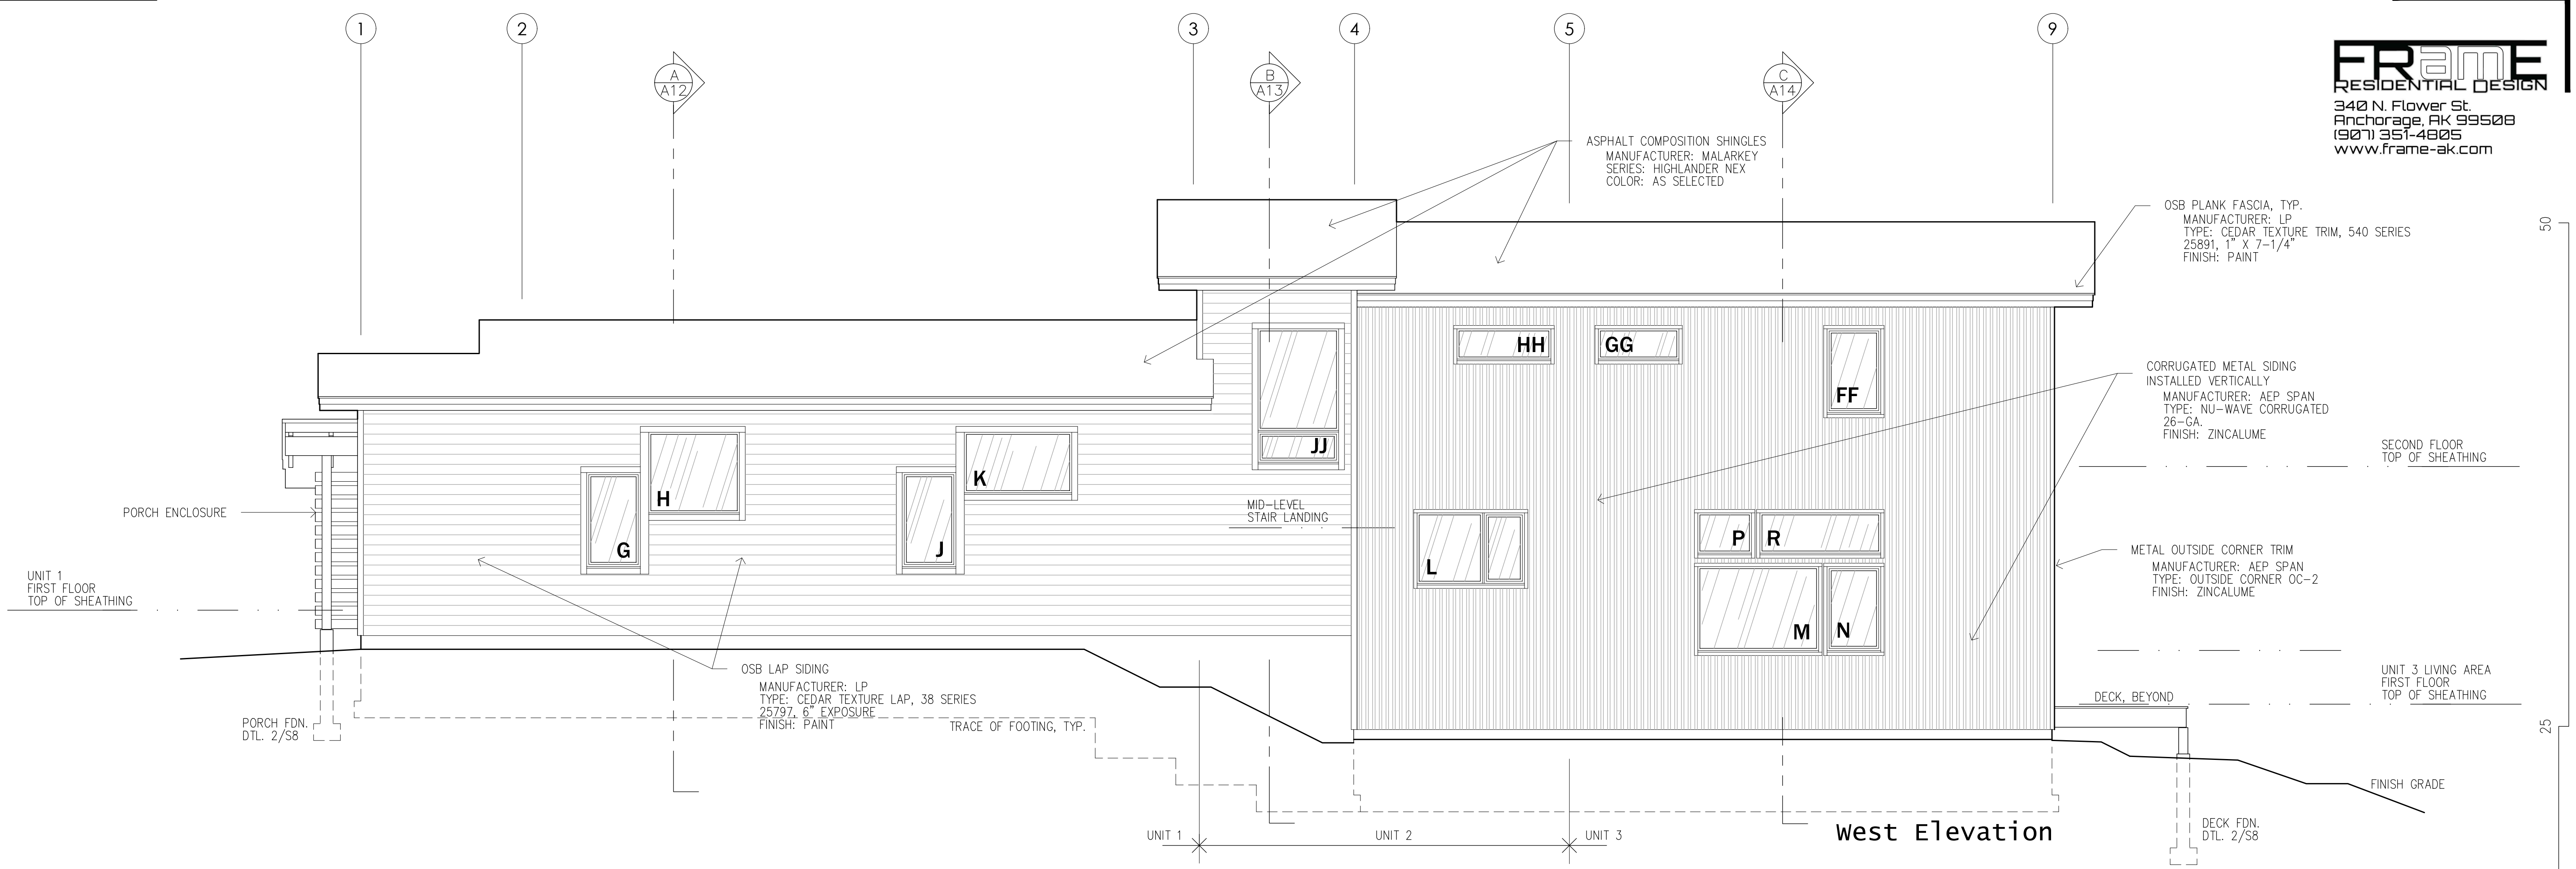 1
2
3
4
5
9
A
A12
B
A13
C
A14
FRamE
RESIDENTIAL DESIGN
340 N. Flower St.
Anchorage, AK 99508
(907) 351-4805
www.frame-ak.com
ASPHALT COMPOSITION SHINGLES
MANUFACTURER: MALARKEY
SERIES: HIGHLANDER NEX
COLOR: AS SELECTED
OSB PLANK FASCIA, TYP.
MANUFACTURER: LP
TYPE: CEDAR TEXTURE TRIM, 540 SERIES
25891, 1" X 7-1/4"
FINISH: PAINT
50
HH
GG
FF
JJ
CORRUGATED METAL SIDING
INSTALLED VERTICALLY
MANUFACTURER: AEP SPAN
TYPE: NU-WAVE CORRUGATED
26-GA.
FINISH: ZINCALUME
SECOND FLOOR
TOP OF SHEATHING
H
K
G
J
L
P
R
M
N
MID-LEVEL
STAIR LANDING
PORCH ENCLOSURE
UNIT 1
FIRST FLOOR
TOP OF SHEATHING
METAL OUTSIDE CORNER TRIM
MANUFACTURER: AEP SPAN
TYPE: OUTSIDE CORNER OC-2
FINISH: ZINCALUME
OSB LAP SIDING
MANUFACTURER: LP
TYPE: CEDAR TEXTURE LAP, 38 SERIES
25797, 6" EXPOSURE
FINISH: PAINT
TRACE OF FOOTING, TYP.
PORCH FDN.
DTL. 2/S8
UNIT 3 LIVING AREA
FIRST FLOOR
TOP OF SHEATHING
DECK, BEYOND
25
FINISH GRADE
DECK FDN.
DTL. 2/S8
UNIT 1
UNIT 2
UNIT 3
West Elevation